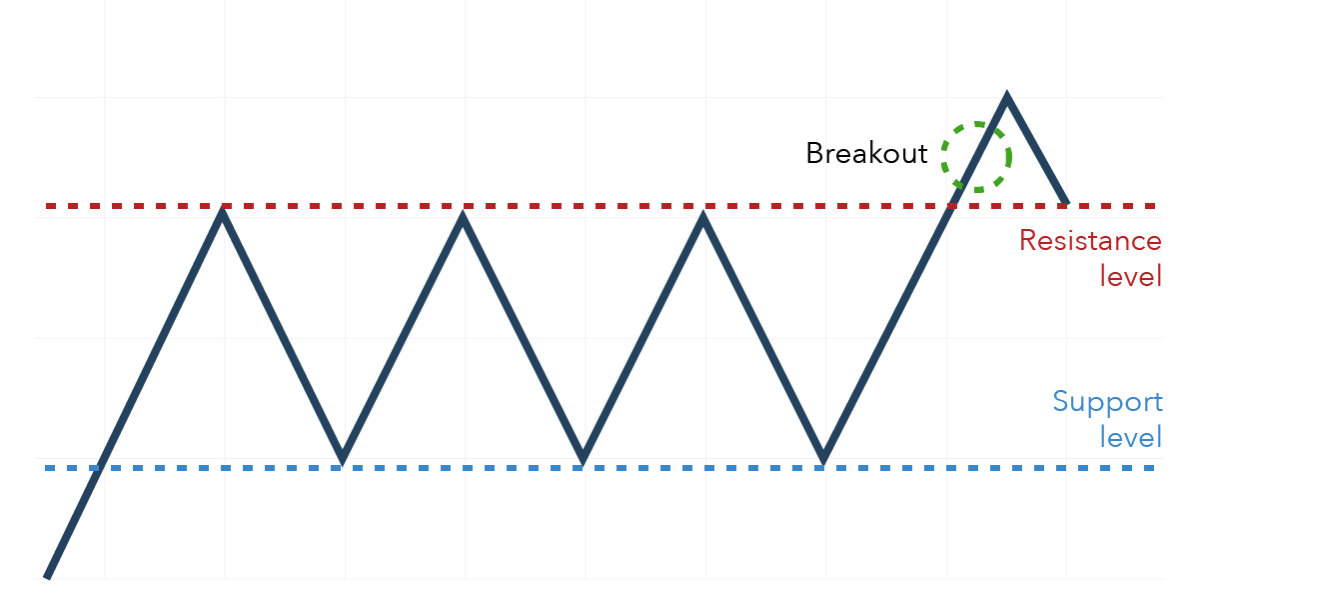 Breakout
Resistance
level
Support
level